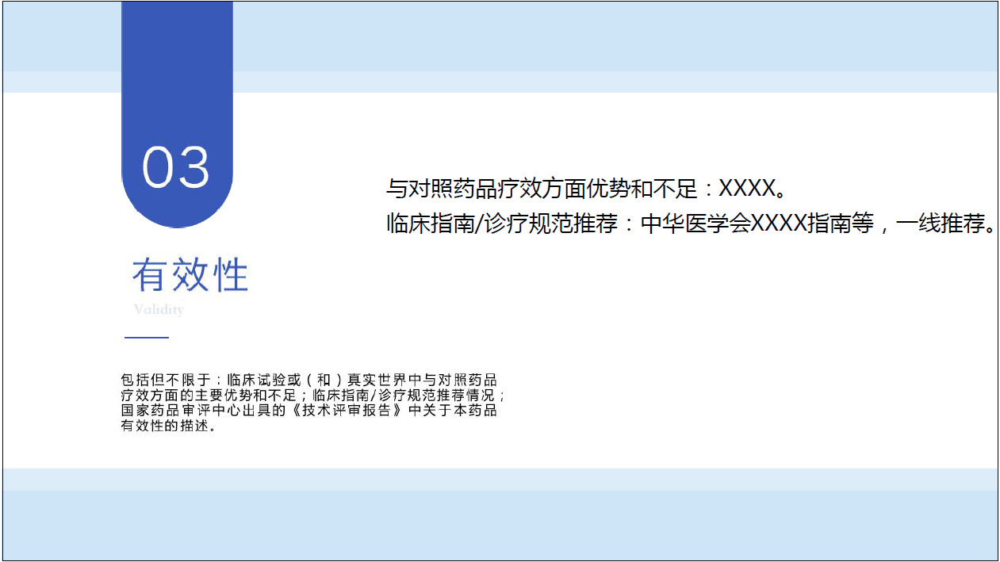 03
有效性
Validity
与对照药品疗效方面优势和不足：XXXX。
临床指南/诊疗规范推荐：中华医学会XXXX指南等，一线推荐。
包括但不限于：临床试验或（和）真实世界中与对照药品
疗效方面的主要优势和不足；临床指南/诊疗规范推荐情况；
国家药品审评中心出具的《技术评审报告》中关于本药品
有效性的描述。